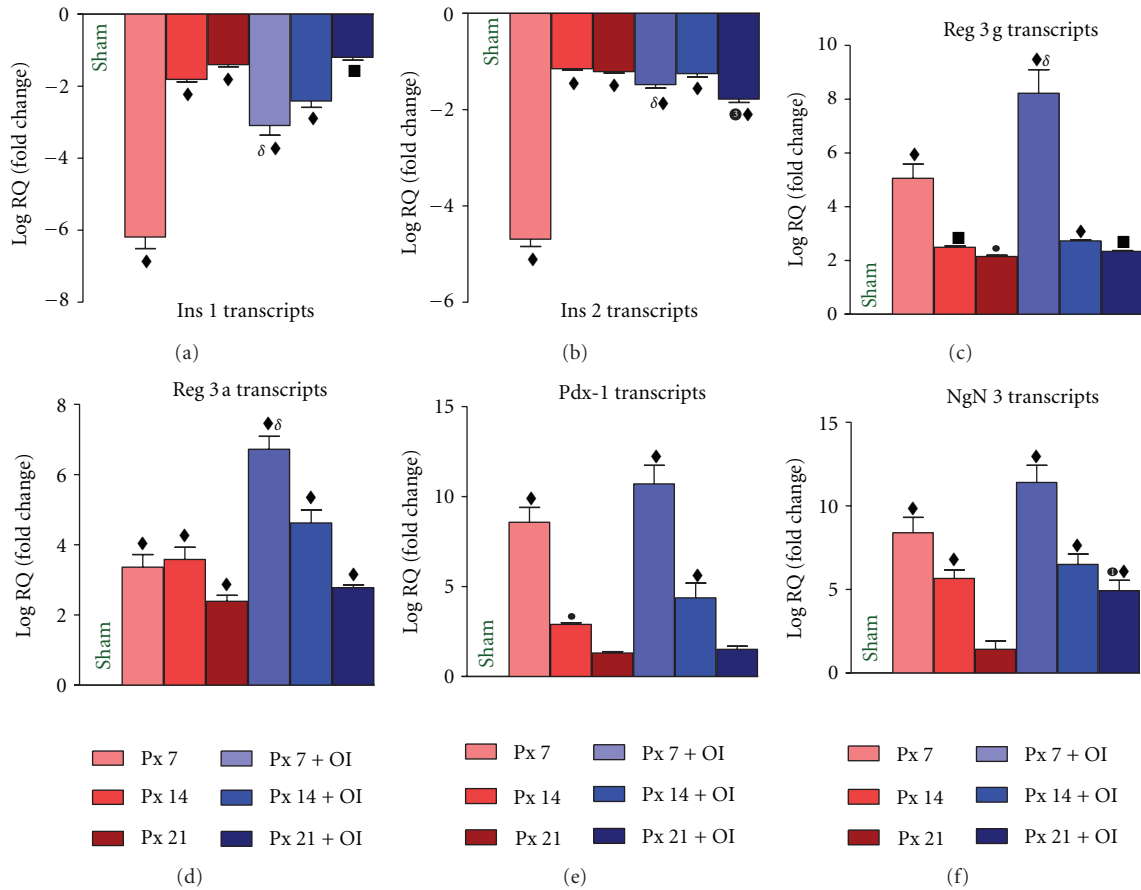 0
−2
−4
−6
−8
Log RQ (fold change)
Sham
δ
Ins 1 transcripts
(a)
0
−2
−4
−6
Log RQ (fold change)
Sham
δ
3
Ins 2 transcripts
(b)
Reg 3 g transcripts
10
8
6
4
2
0
Log RQ (fold change)
Sham
δ
(c)
Reg 3 a transcripts
8
6
4
2
0
Log RQ (fold change)
Sham
δ
Px 7
Px 7 + OI
Px 14
Px 14 + OI
Px 21
Px 21 + OI
(d)
Pdx-1 transcripts
15
10
5
0
Log RQ (fold change)
Sham
Px 7
Px 7 + OI
Px 14
Px 14 + OI
Px 21
Px 21 + OI
(e)
NgN 3 transcripts
15
10
5
0
Log RQ (fold change)
Sham
1
Px 7
Px 7 + OI
Px 14
Px 14 + OI
Px 21
Px 21 + OI
(f)